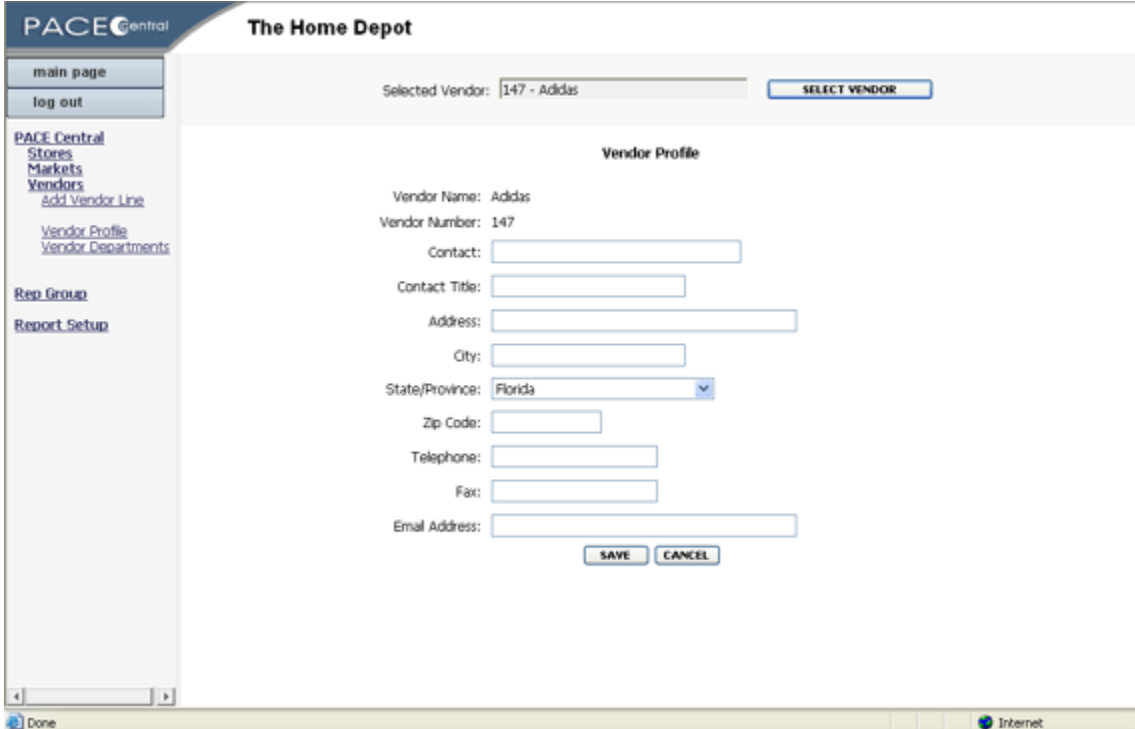 PACE Central
The Home Depot
main page
log out
Selected Vendor: 147 - Adidas
SELECT VENDOR
PACE Central
Stores
Markets
Vendors
Add Vendor Line
Vendor Profile
Vendor Departments
Rep Group
Report Setup
Vendor Profile
Vendor Name: Adidas
Vendor Number: 147
Contact:
Contact Title:
Address:
City:
State/Province: Florida
Zip Code:
Telephone:
Fax:
Email Address:
SAVE CANCEL
Done
Internet